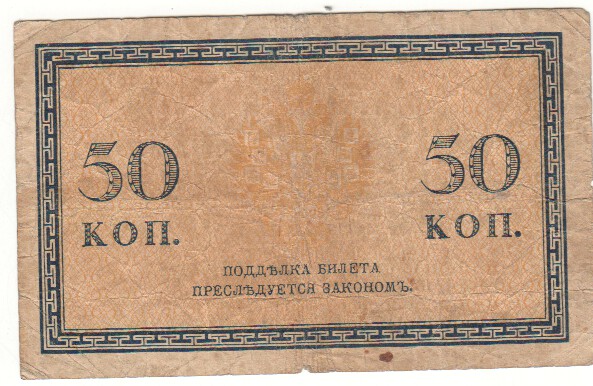 50 50
КОП. КОП.
ПОДДѢЛКА БИЛЕТА
ПРЕСЛѢДУЕТСЯ ЗАКОНОМЪ.